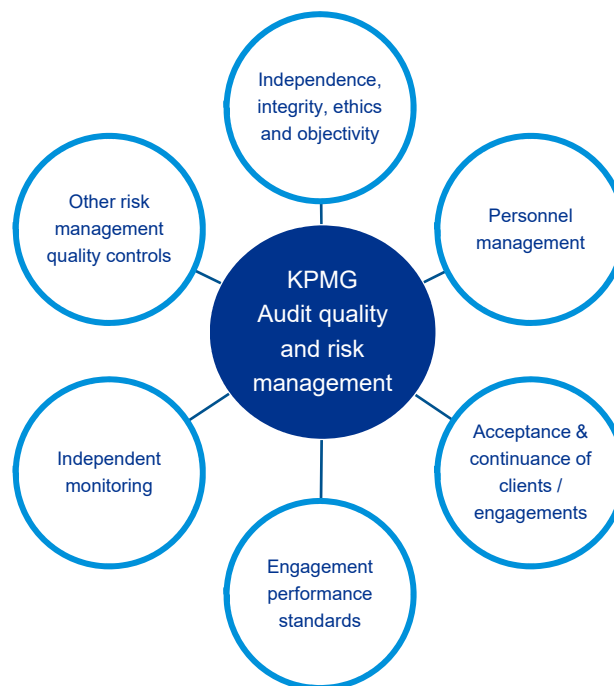 Independence,
integrity, ethics
and objectivity
Other risk
management
quality controls
Personnel
management
KPMG
Audit quality
and risk
management
Independent
monitoring
Acceptance &
continuance of
clients /
engagements
Engagement
performance
standards